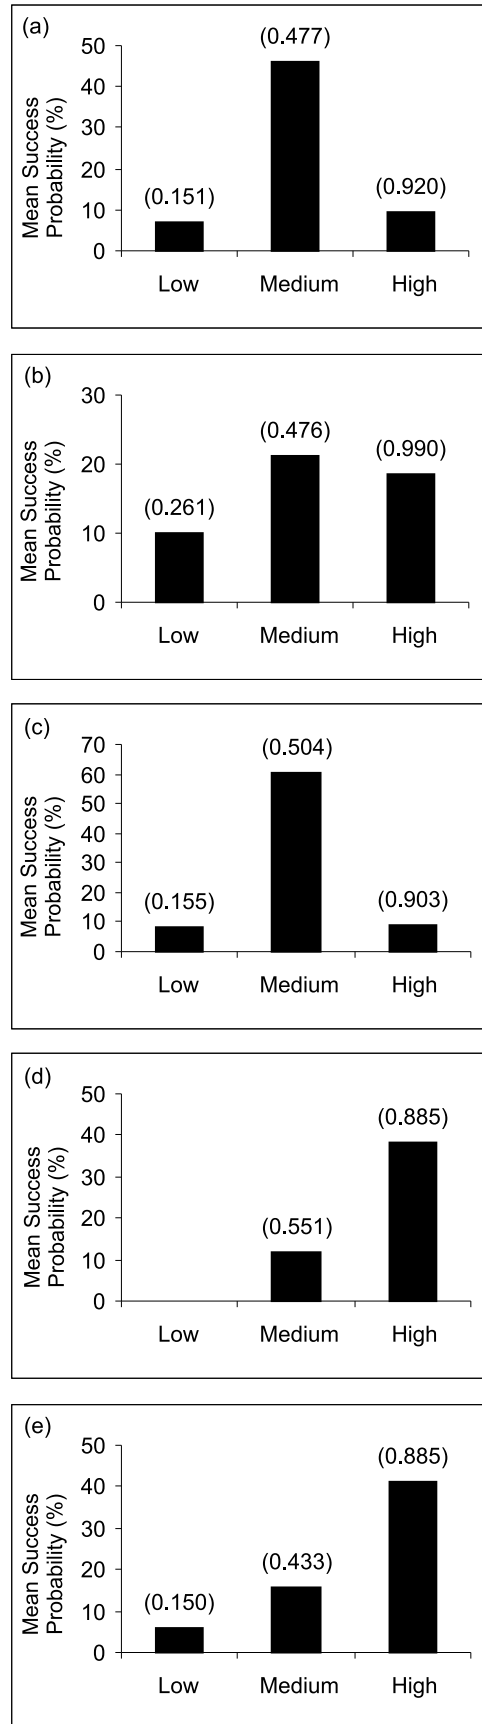 (a)
Mean Success
Probability (%)
50
40
30
20
10
0
(0.151)
(0.477)
(0.920)
Low Medium High
(b)
Mean Success
Probability (%)
30
20
10
0
(0.261)
(0.476)
(0.990)
Low Medium High
(c)
Mean Success
Probability (%)
70
60
50
40
30
20
10
0
(0.155)
(0.504)
(0.903)
Low Medium High
(d)
Mean Success
Probability (%)
50
40
30
20
10
0
(0.551)
(0.885)
Low Medium High
(e)
Mean Success
Probability (%)
50
40
30
20
10
0
(0.150)
(0.433)
(0.885)
Low Medium High